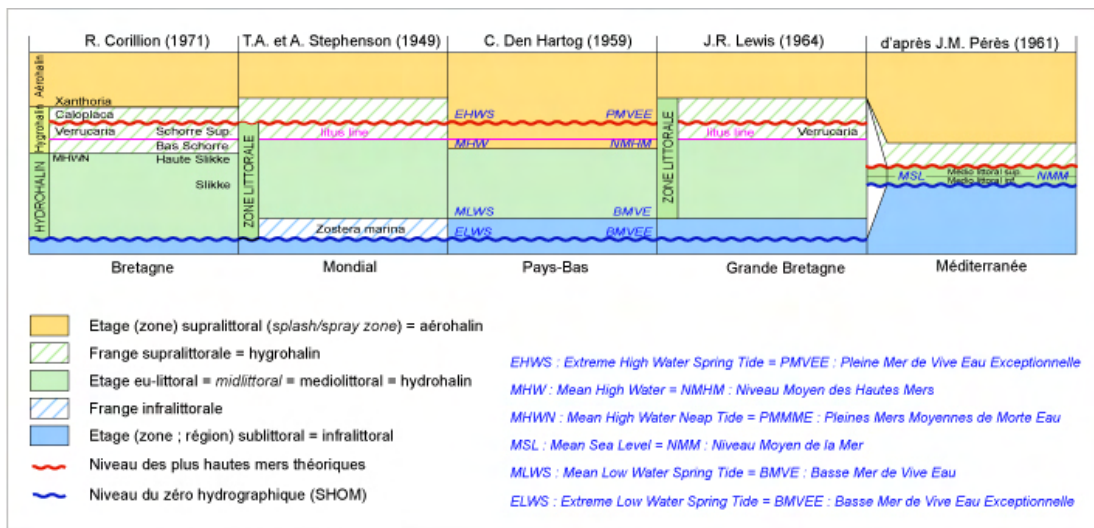 R. Corillion (1971)
T.A. et A. Stephenson (1949)
C. Den Hartog (1959)
J.R. Lewis (1964)
d'après J.M. Pérès (1961)
Aérohalin
Hygrohalin
HYDROHALIN
Xanthoria
Caloplaca
Verrucaria
Schorre Sup.
Bas Schorre
MHWN
Haute Slikke
Slikke
ZONE LITTORALE
litus line
Zostera marina
EHWS
PMVEE
MHW
NMHM
MLWS
BMVE
ELWS
BMVEE
ZONE LITTORALE
litus line
Verrucaria
MSL
Médio littoral sup.
Médio littoral inf.
NMM
Bretagne
Mondial
Pays-Bas
Grande Bretagne
Méditerranée
Etage (zone) supralittoral (splash/spray zone) = aérohalin
Frange supralittorale = hygrohalin
Etage eu-littoral = midlittoral = mediolittoral = hydrohalin
Frange infralittorale
Etage (zone ; région) sublittoral = infralittoral
Niveau des plus hautes mers théoriques
Niveau du zéro hydrographique (SHOM)
EHWS : Extreme High Water Spring Tide = PMVEE : Pleine Mer de Vive Eau Exceptionnelle
MHW : Mean High Water = NMHM : Niveau Moyen des Hautes Mers
MHWN : Mean High Water Neap Tide = PMMME : Pleines Mers Moyennes de Morte Eau
MSL : Mean Sea Level = NMM : Niveau Moyen de la Mer
MLWS : Mean Low Water Spring Tide = BMVE : Basse Mer de Vive Eau
ELWS : Extreme Low Water Spring Tide = BMVEE : Basse Mer de Vive Eau Exceptionnelle